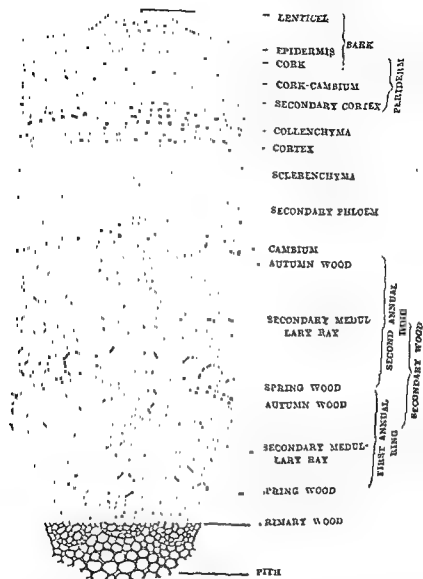 LENTICEL
EPIDERMIS
CORK
BARK
CORK-CAMBIUM
SECONDARY CORTEX
PERIDERM
COLLENCHYMA
CORTEX
SCLERENCHYMA
SECONDARY PHLOEM
CAMBIUM
AUTUMN WOOD
SECONDARY MEDUL
LARY RAY
SPRING WOOD
SECOND ANNUAL
RING
AUTUMN WOOD
SECONDARY MEDUL-
LARY RAY
PRING WOOD
FIRST ANNUAL
RING
SECONDARY WOOD
RIMARY WOOD
PITH